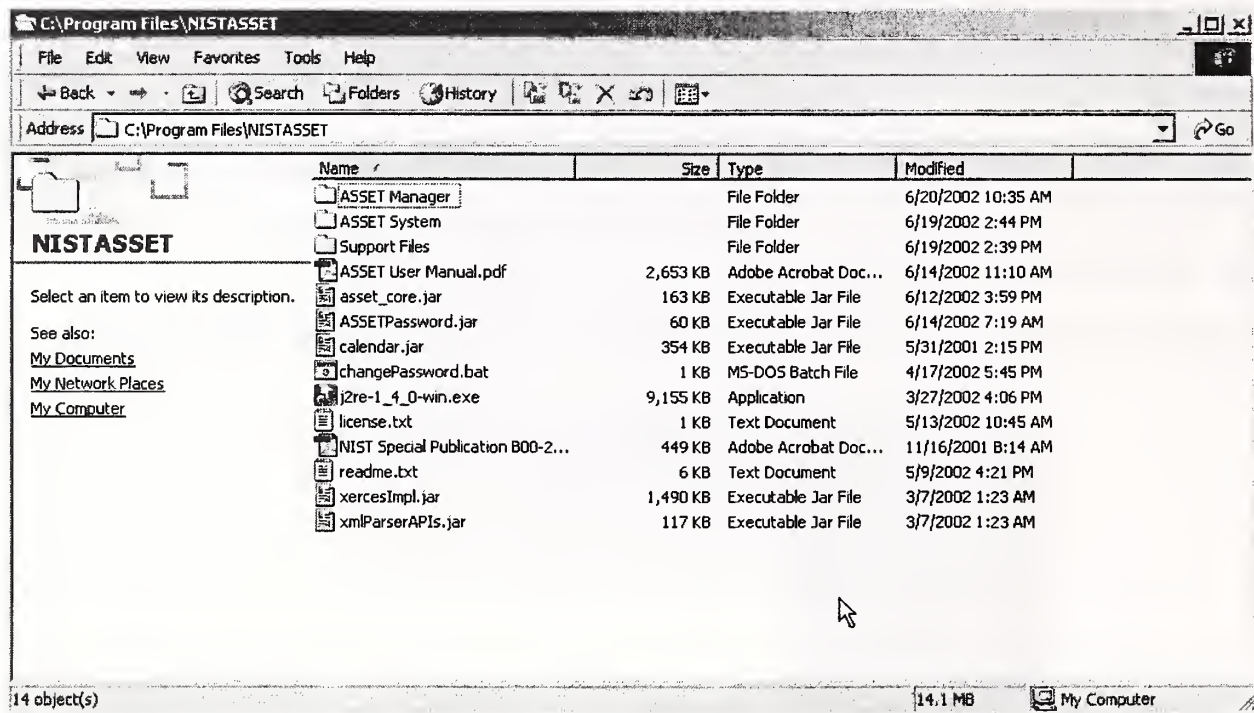 C:\Program Files\NISTASSET
File Edit View Favorites Tools Help
Back Search Folders History
Address C:\Program Files\NISTASSET Go
Name Size Type Modified
ASSET Manager File Folder 6/20/2002 10:35 AM
ASSET System File Folder 6/19/2002 2:44 PM
Support Files File Folder 6/19/2002 2:39 PM
ASSET User Manual.pdf 2,653 KB Adobe Acrobat Doc... 6/14/2002 11:10 AM
asset_core.jar 163 KB Executable Jar File 6/12/2002 3:59 PM
ASSETPassword.jar 60 KB Executable Jar File 6/14/2002 7:19 AM
calendar.jar 354 KB Executable Jar File 5/31/2001 2:15 PM
changePassword.bat 1 KB MS-DOS Batch File 4/17/2002 5:45 PM
j2re-1_4_0-win.exe 9,155 KB Application 3/27/2002 4:06 PM
license.txt 1 KB Text Document 5/13/2002 10:45 AM
NIST Special Publication 800-2... 449 KB Adobe Acrobat Doc... 11/16/2001 8:14 AM
readme.txt 6 KB Text Document 5/9/2002 4:21 PM
xercesImpl.jar 1,490 KB Executable Jar File 3/7/2002 1:23 AM
xmlParserAPIs.jar 117 KB Executable Jar File 3/7/2002 1:23 AM
NISTASSET
Select an item to view its description.
See also:
My Documents
My Network Places
My Computer
14 object(s) 14.1 MB My Computer